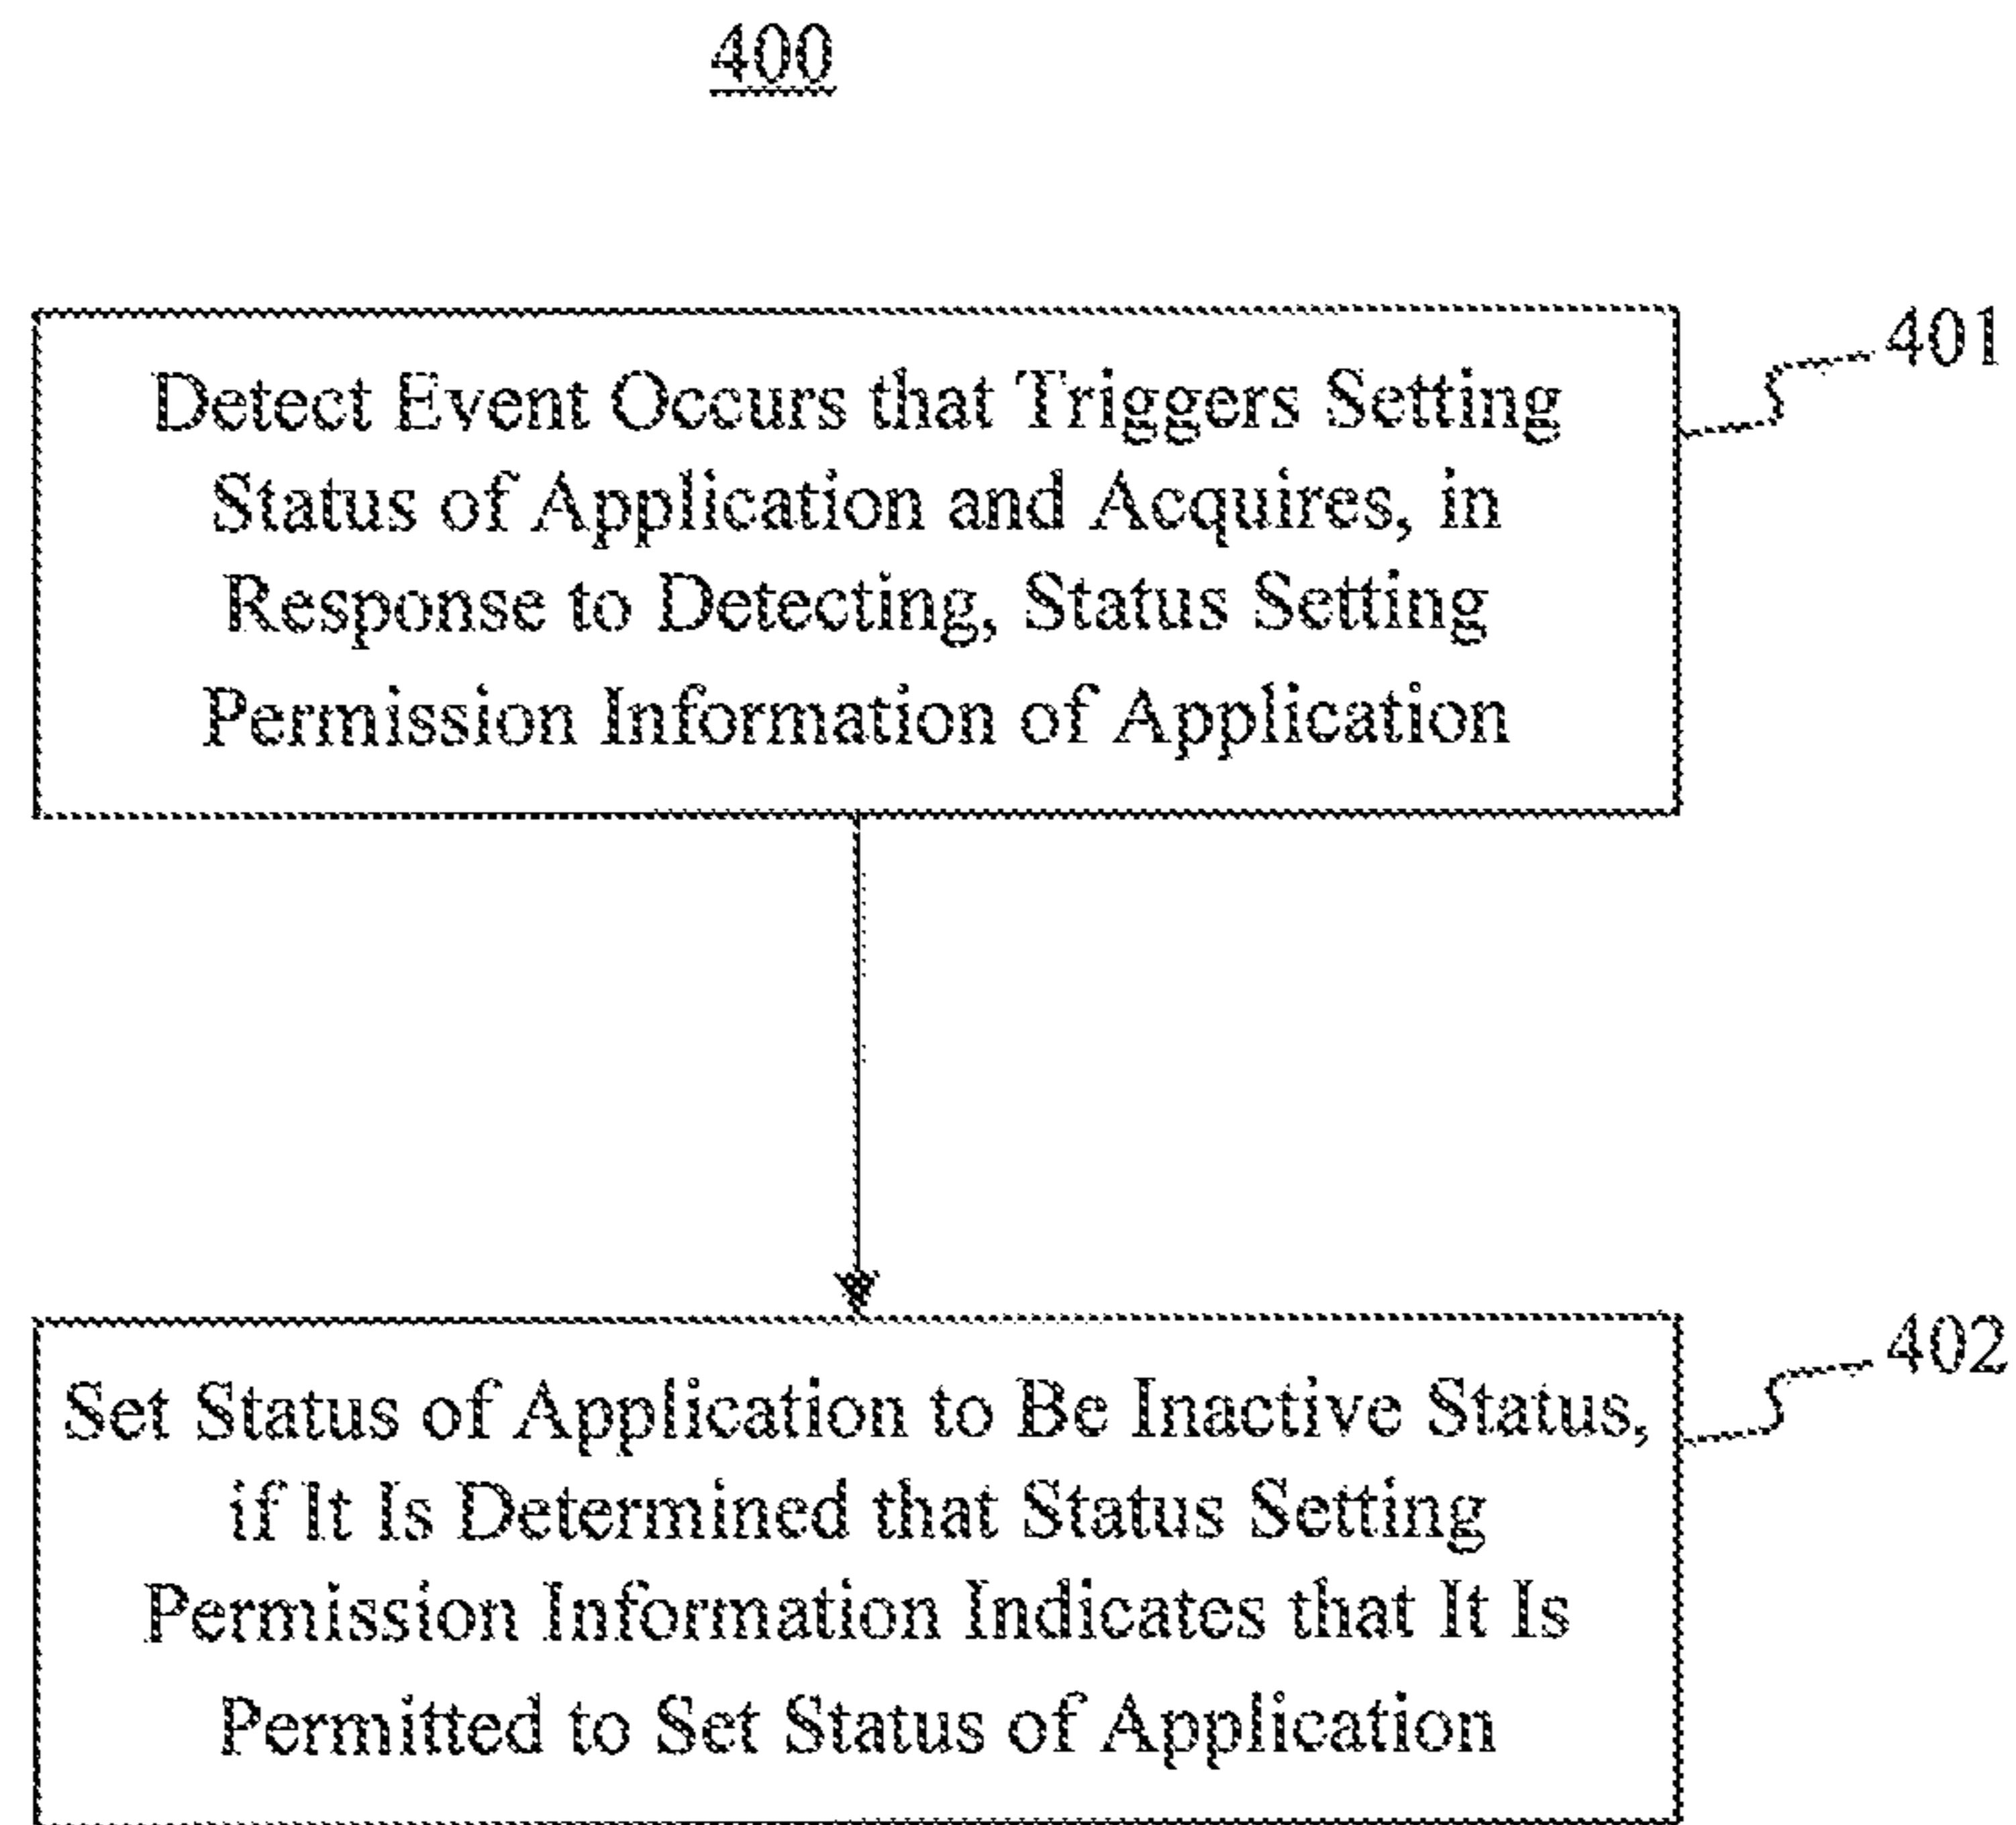 400
401
Detect Event Occurs that Triggers Setting
Status of Application and Acquires, in
Response to Detecting, Status Setting
Permission Information of Application
402
Set Status of Application to Be Inactive Status,
if It Is Determined that Status Setting
Permission Information Indicates that It Is
Permitted to Set Status of Application